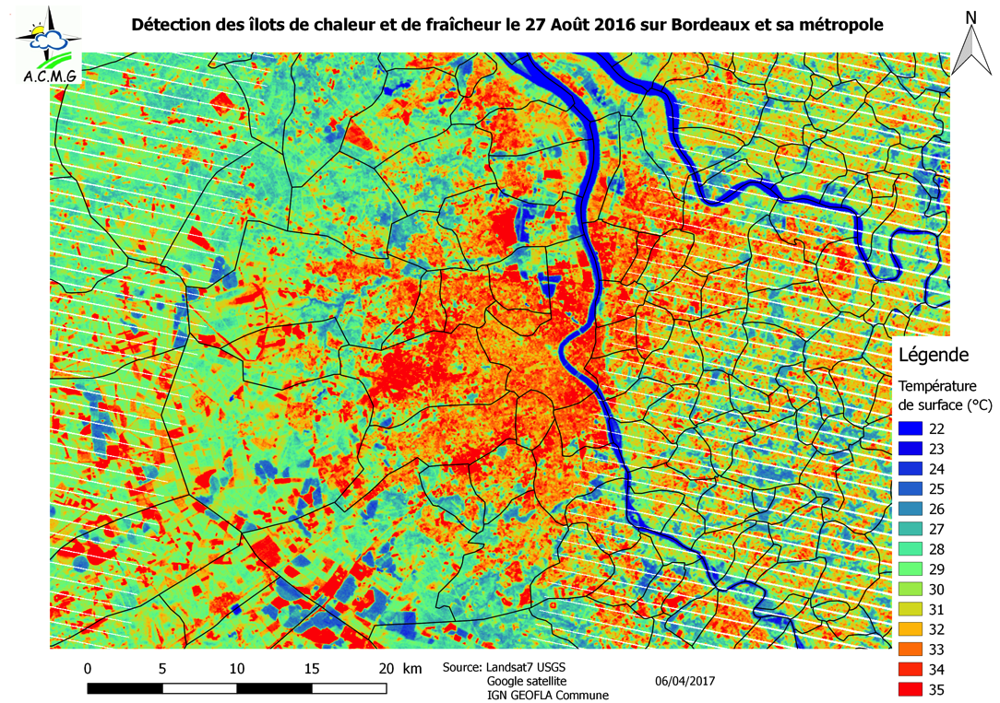 Détection des îlots de chaleur et de fraîcheur le 27 Août 2016 sur Bordeaux et sa métropole
N
A.C.M.G
Légende
Température
de surface (°C)
22
23
24
25
26
27
28
29
30
31
32
33
34
35
0 5 10 15 20 km
Source: Landsat7 USGS
Google satellite 06/04/2017
IGN GEOFLA Commune